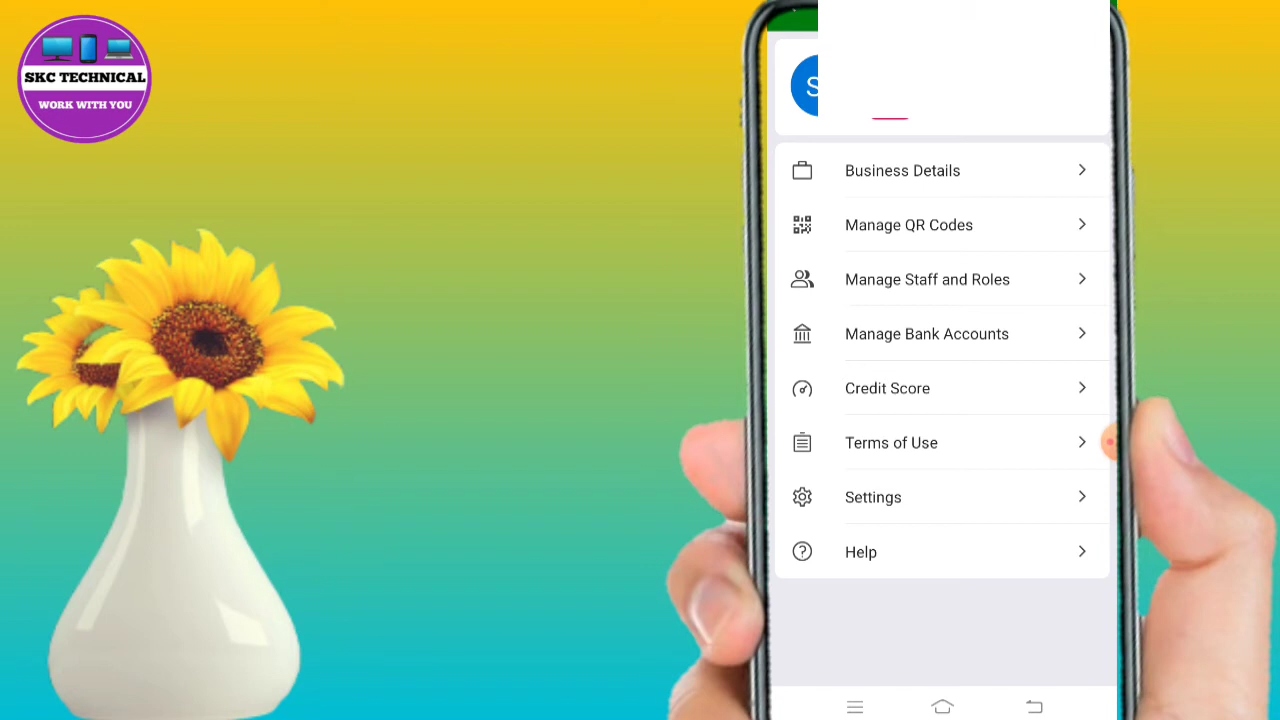 SKC TECHNICAL
WORK WITH YOU
S
Business Details
Manage QR Codes
Manage Staff and Roles
Manage Bank Accounts
Credit Score
Terms of Use
Settings
Help